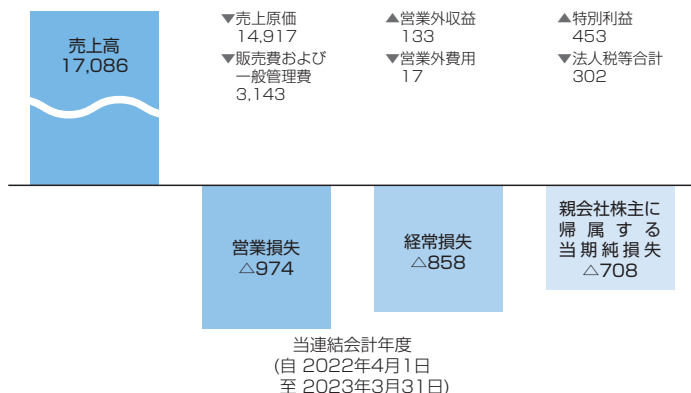 売上高
17,086
▼売上原価
14,917
▼販売費および
一般管理費
3,143
▲営業外収益
133
▼営業外費用
17
▲特別利益
453
▼法人税等合計
302
営業損失
△974
経常損失
△858
親会社株主に
帰属する
当期純損失
△708
当連結会計年度
(自 2022年4月1日
至 2023年3月31日)